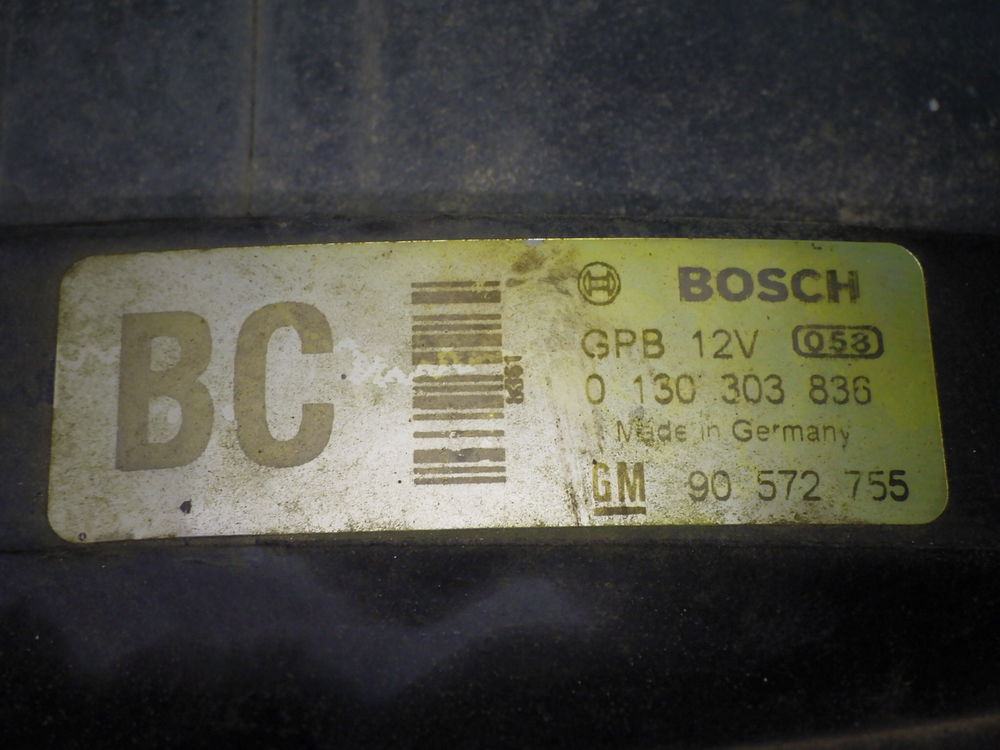 BC
BOSCH
GPB 12V 053
0 130 303 836
Made in Germany
GM 90 572 755